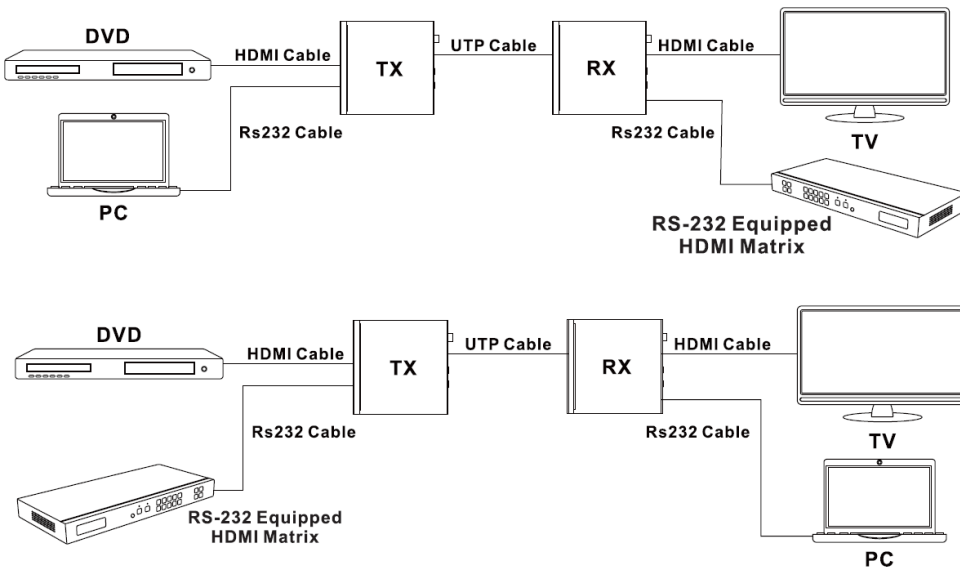 DVD
HDMI Cable
UTP Cable
HDMI Cable
TX
RX
Rs232 Cable
Rs232 Cable
TV
PC
RS-232 Equipped
HDMI Matrix
DVD
HDMI Cable
UTP Cable
HDMI Cable
TX
RX
Rs232 Cable
Rs232 Cable
TV
RS-232 Equipped
HDMI Matrix
PC